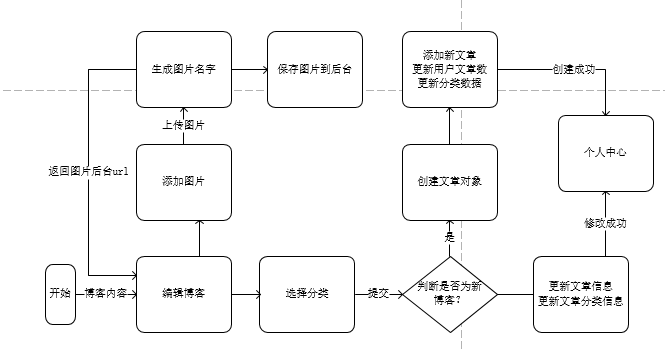 生成图片名字
保存图片到后台
添加新文章
更新用户文章数
更新分类数据
创建成功
上传图片
个人中心
返回图片后台url
添加图片
创建文章对象
修改成功
是
开始
博客内容
编辑博客
选择分类
提交
判断是否为新
博客?
更新文章信息
更新文章分类信息